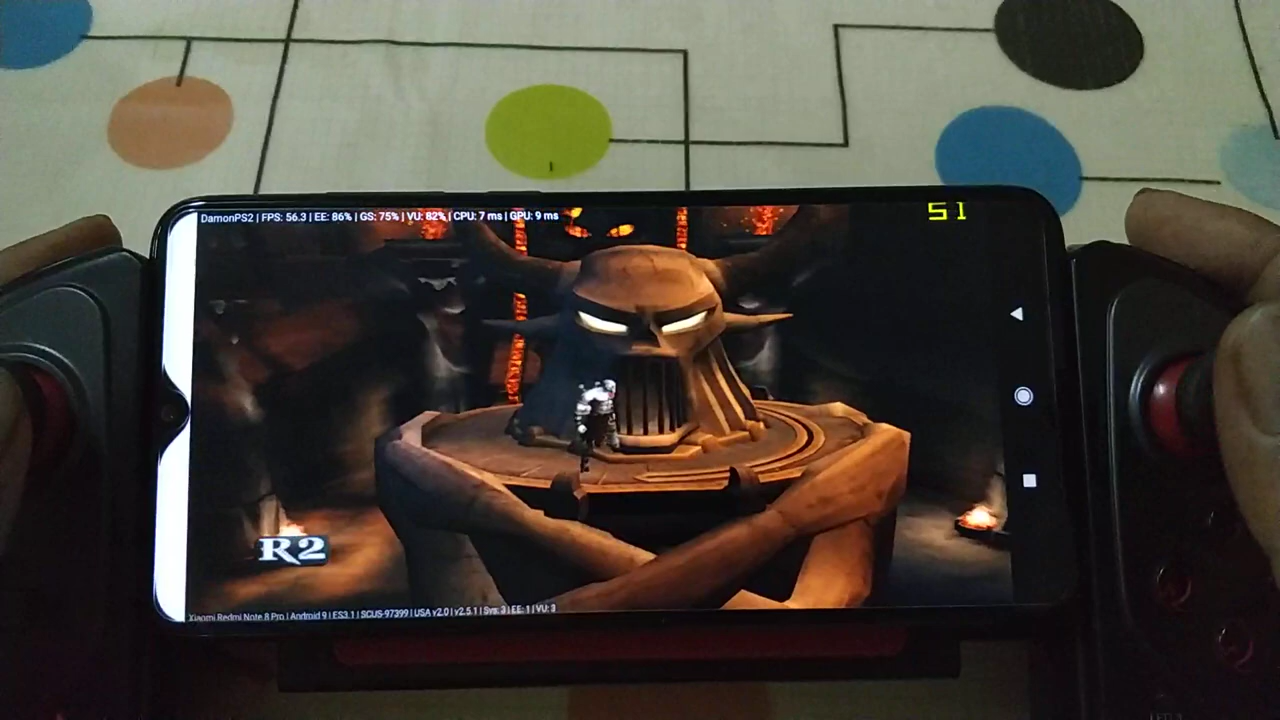 DamonPS2 | FPS: 56.3 | EE: 86% | GS: 75% | VU: 82% | CPU: 7 ms | GPU: 9 ms
51
R2
Xiaomi Redmi Note 8 Pro | Android 9 | ES3.1 | SCUS-97399 | USA v2.0 | v2.5.1 | Sys: 3 | EE: 1 | VU: 3